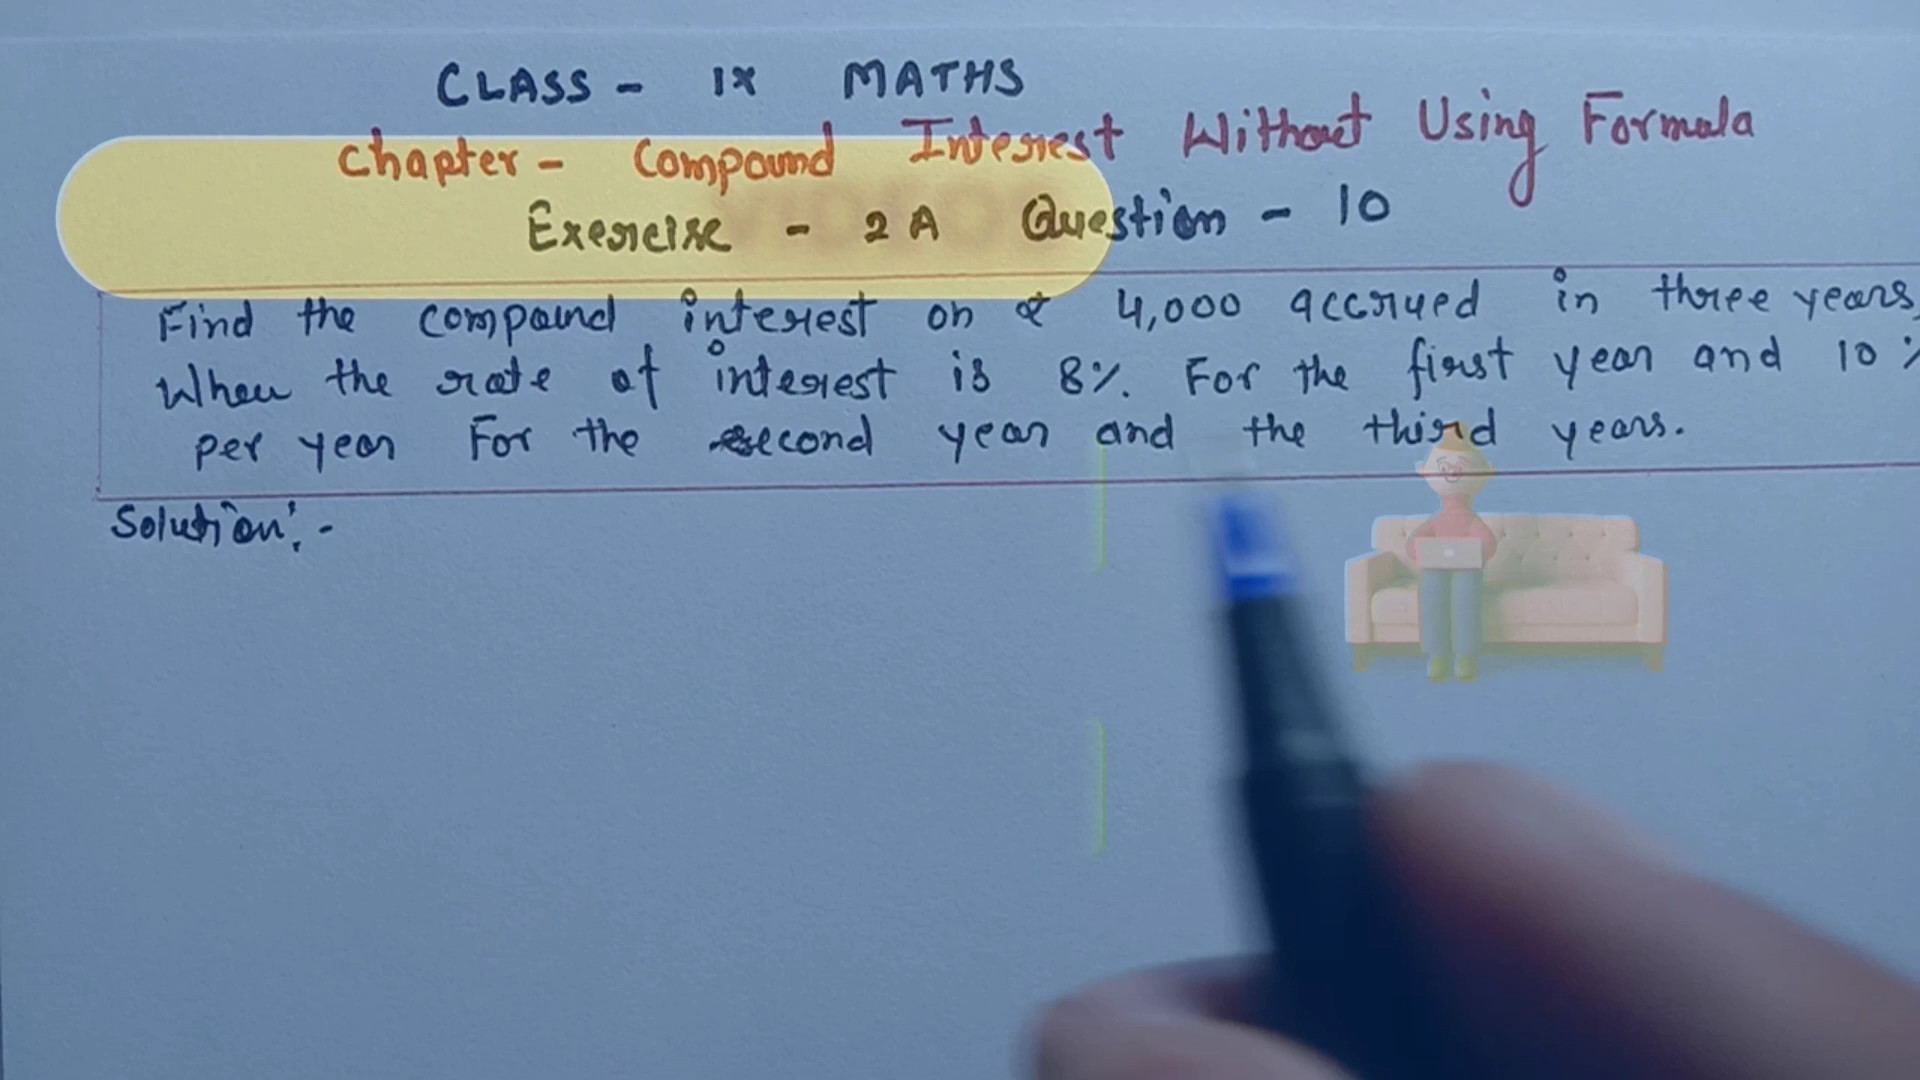 CLASS - IX MATHS
Chapter - Compound Interest Without Using Formula
Exercise - 2A Question - 10
Find the compound interest on ₹ 4,000 accrued in three years,
When the rate of interest is 8%. For the first year and 10 %
per year For the second year and the third years.
Solution:-